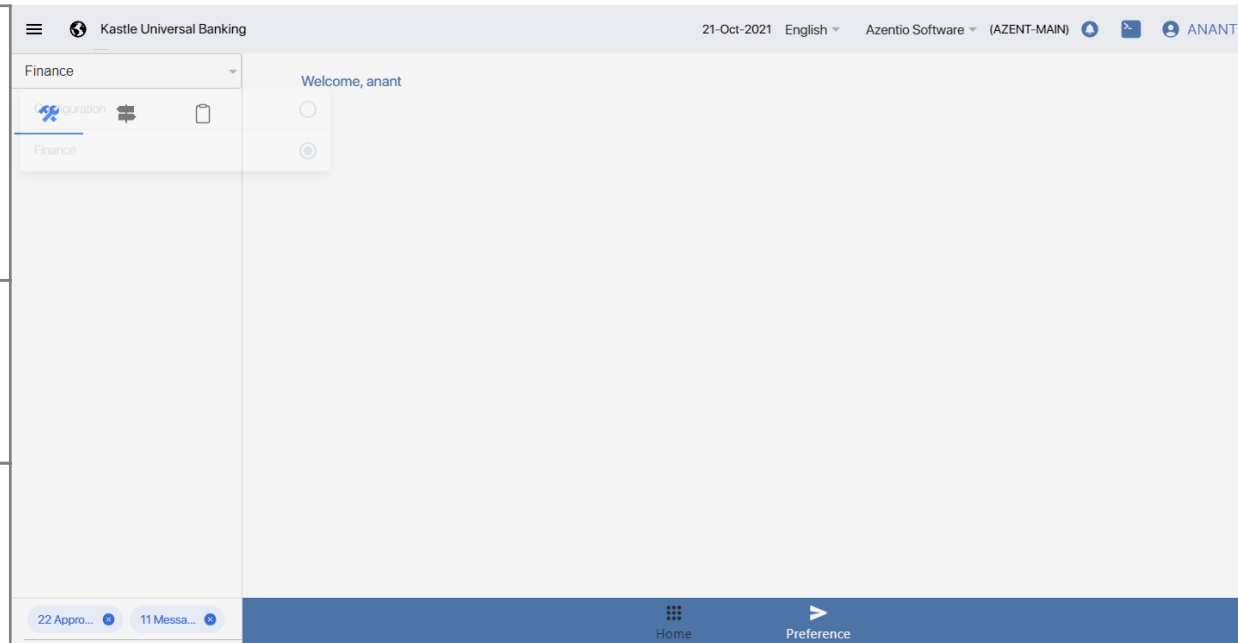 Kastle Universal Banking
21-Oct-2021 English Azentio Software (AZENT-MAIN) ANANT
Finance
Welcome, anant
Configuration
Finance
22 Appro... 11 Messa...
Home Preference